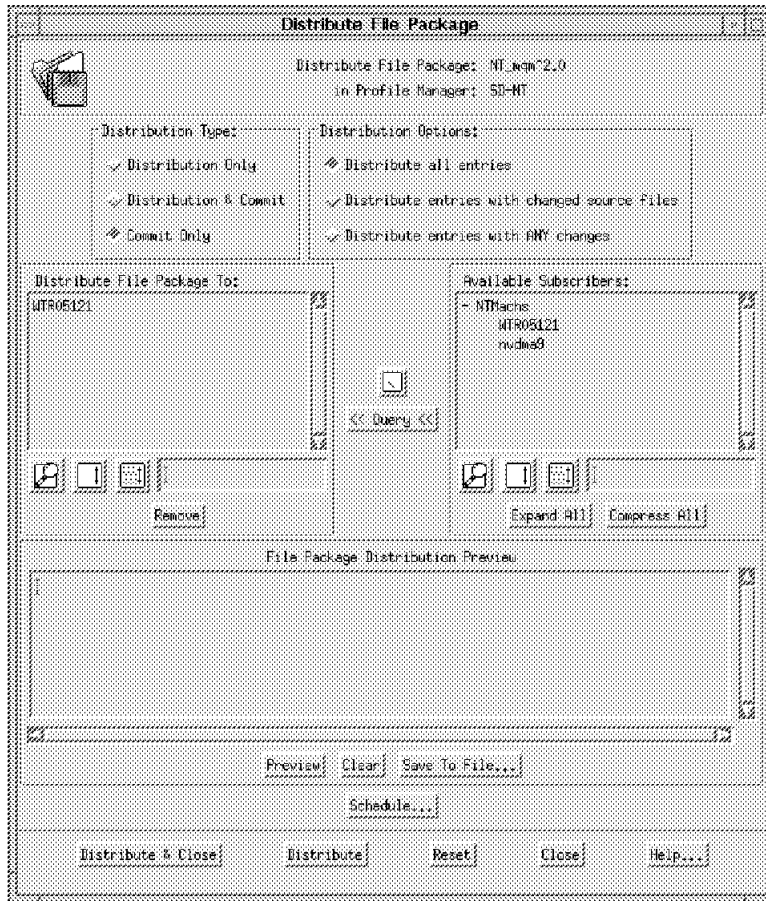 Distribute File Package
Distribute File Package: NT_mqm^2.0
in Profile Manager: SD-NT
Distribution Type:
Distribution Only
Distribution & Commit
Commit Only
Distribution Options:
Distribute all entries
Distribute entries with changed source files
Distribute entries with ANY changes
Distribute File Package To:
WTR05121
Remove
<< Query <<
Available Subscribers:
- NTMachs
WTR05121
nvdma9
Expand All Compress All
File Package Distribution Preview
Preview Clear Save To File...
Schedule...
Distribute & Close Distribute Reset Close Help...